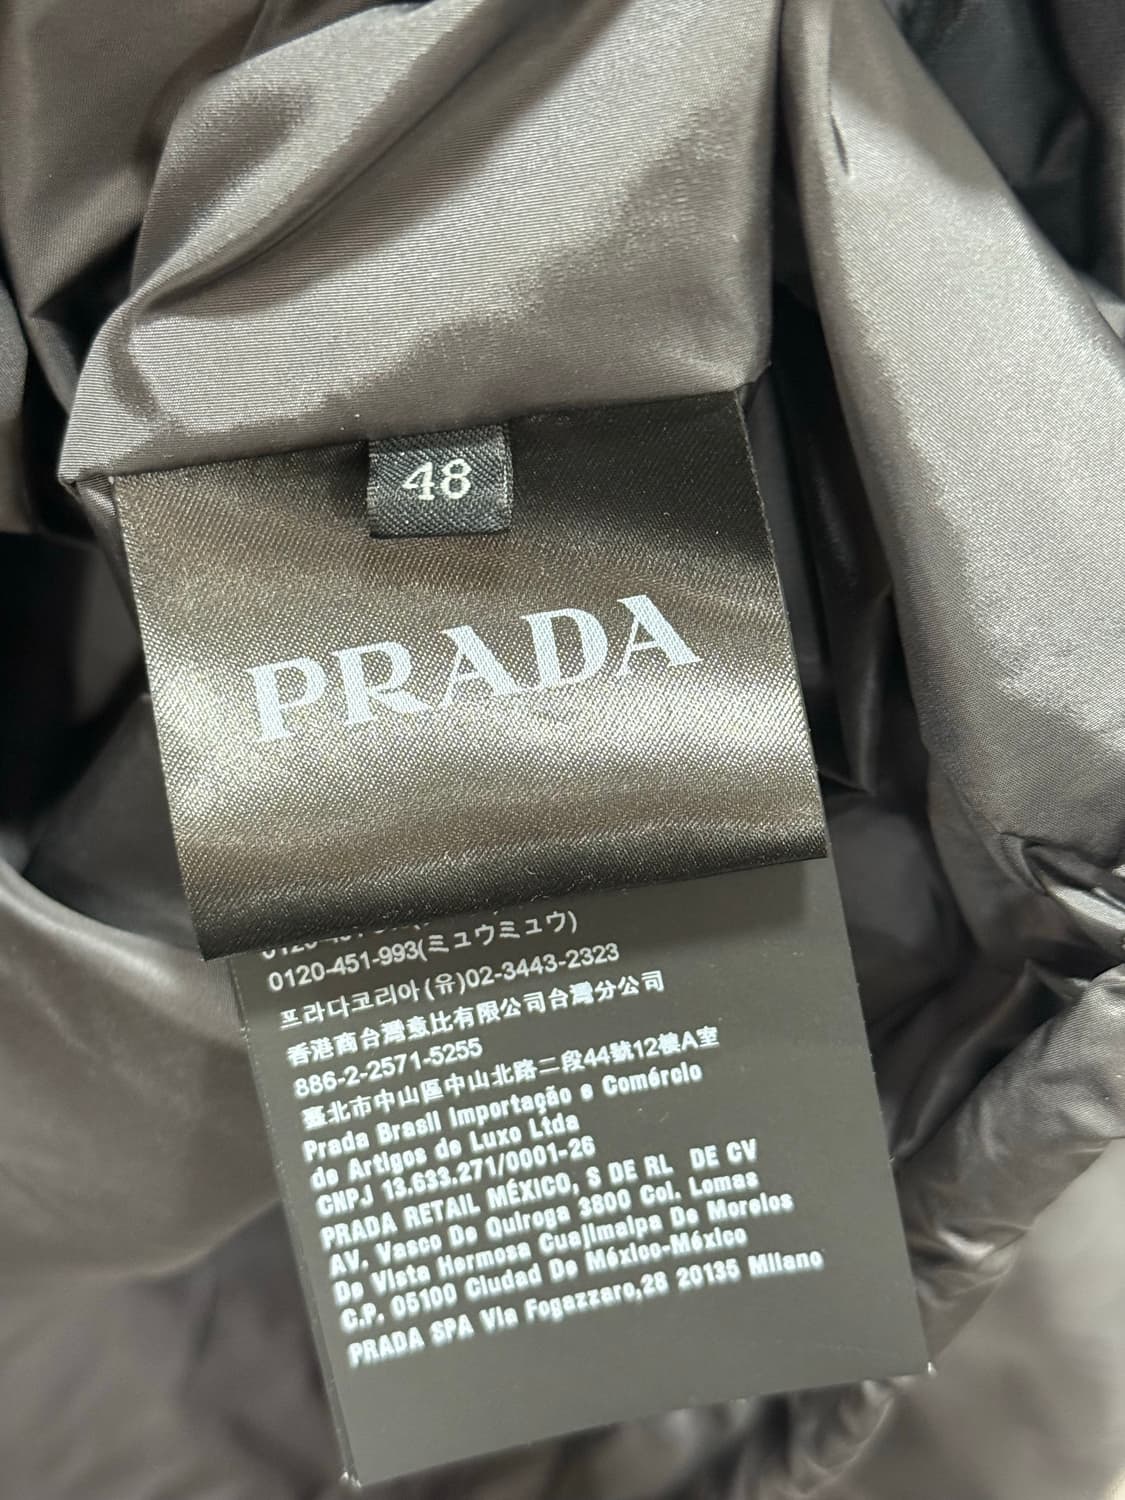 48
PRADA
0120-451-993(ミュウミュウ)
프라다코리아(유)02-3443-2323
香港商台灣意比有限公司台灣分公司
886-2-2571-5255
臺北市中山區中山北路二段44號12樓A室
Prada Brasil Importação e Comércio
de Artigos de Luxo Ltda
CNPJ 13.633.271/0001-26
PRADA RETAIL MÉXICO, S DE RL DE CV
AV. Vasco De Quiroga 3800 Col. Lomas
De Vista Hermosa Cuajimalpa De Morelos
C.P. 05100 Ciudad De México-México
PRADA SPA Via Fogazzaro,28 20135 Milano